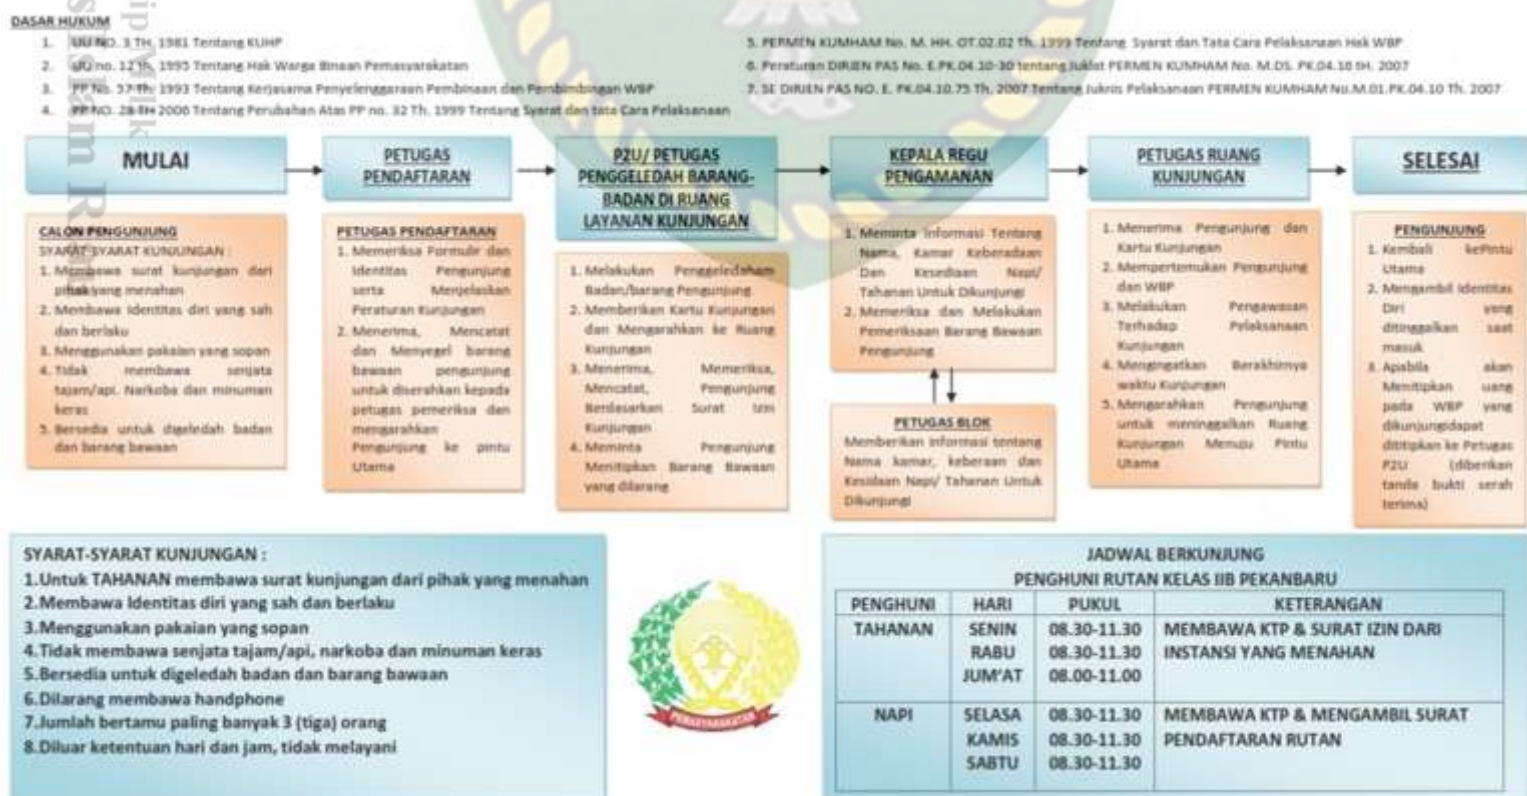 DASAR HUKUM
1. UU NO. 3 TH. 1981 Tentang KUHP
2. UU no. 12 th. 1995 Tentang Hak Warga Binaan Pemasyarakatan
3. PP No. 57 Th. 1993 Tentang Kerjasama Penyelenggaraan Pembinaan dan Pembimbingan WBP
4. PP NO. 28 TH 2006 Tentang Perubahan Atas PP no. 32 Th. 1999 Tentang Syarat dan tata Cara Pelaksanaan
5. PERMEN KUMHAM No. M. HH. OT.02.02 Th. 1999 Tentang Syarat dan Tata Cara Pelaksanaan Hak WBP
6. Peraturan DIRJEN PAS No. E.PK.04.10-30 tentang Juklat PERMEN KUMHAM No. M.DS. PK.04.10 tH. 2007
7. SE DIRJEN PAS NO. E. PK.04.10.75 Th. 2007 Tentang Juknis Pelaksanaan PERMEN KUMHAM No.M.01.PK.04.10 Th. 2007
MULAI
CALON PENGUNJUNG
SYARAT-SYARAT KUNJUNGAN :
1. Membawa surat kunjungan dari
pihak yang menahan
2. Membawa identitas diri yang sah
dan berlaku
3. Menggunakan pakaian yang sopan
4. Tidak membawa senjata
tajam/api. Narkoba dan minuman
keras
5. Bersedia untuk digeledah badan
dan barang bawaan
PETUGAS
PENDAFTARAN
PETUGAS PENDAFTARAN
1. Memeriksa Formulir dan
Identitas Pengunjung
serta Menjelaskan
Peraturan Kunjungan
2. Menerima, Mencatat
dan Menyegel barang
bawaan pengunjung
untuk diserahkan kepada
petugas pemeriksa dan
mengarahkan
Pengunjung ke pintu
Utama
P2U/ PETUGAS
PENGGELEDAH BARANG-
BADAN DI RUANG
LAYANAN KUNJUNGAN
1. Melakukan Penggeledaham
Badan/barang Pengunjung
2. Memberikan Kartu Kunjungan
dan Mengarahkan ke Ruang
Kunjungan
3. Menerima, Memeriksa,
Mencatat, Pengunjung
Berdasarkan Surat Izin
Kunjungan
4. Meminta Pengunjung
Menitipkan Barang Bawaan
yang dilarang
KEPALA REGU
PENGAMANAN
1. Meminta Informasi Tentang
Nama, Kamar Keberadaan
Dan Kesediaan Napi/
Tahanan Untuk Dikunjungi
2. Memeriksa dan Melakukan
Pemeriksaan Barang Bawaan
Pengunjung
PETUGAS BLOK
Memberikan informasi tentang
Nama kamar, keberaan dan
Kesidaan Napi/ Tahanan Untuk
Dikunjungi
PETUGAS RUANG
KUNJUNGAN
1. Menerima Pengunjung dan
Kartu Kunjungan
2. Mempertemukan Pengunjung
dan WBP
3. Melakukan Pengawasan
Terhadap Pelaksanaan
Kunjungan
4. Mengingatkan Berakhirnya
waktu Kunjungan
5. Mengarahkan Pengunjung
untuk meninggalkan Ruang
Kunjungan Menuju Pintu
Utama
SELESAI
PENGUNJUNG
1. Kembali kePintu
Utama
2. Mengambil Identitas
Diri yang
ditinggalkan saat
masuk
3. Apabila akan
Menitipkan uang
pada WBP yang
dikunjungidapat
dititipkan ke Petugas
P2U (diberikan
tanda bukti serah
terima)
SYARAT-SYARAT KUNJUNGAN :
1.Untuk TAHANAN membawa surat kunjungan dari pihak yang menahan
2.Membawa Identitas diri yang sah dan berlaku
3.Menggunakan pakaian yang sopan
4.Tidak membawa senjata tajam/api, narkoba dan minuman keras
5.Bersedia untuk digeledah badan dan barang bawaan
6.Dilarang membawa handphone
7.Jumlah bertamu paling banyak 3 (tiga) orang
8.Diluar ketentuan hari dan jam, tidak melayani
PEMASYARAKATAN
JADWAL BERKUNJUNG
PENGHUNI RUTAN KELAS IIB PEKANBARU
PENGHUNI HARI PUKUL KETERANGAN
TAHANAN SENIN 08.30-11.30 MEMBAWA KTP & SURAT IZIN DARI
RABU 08.30-11.30 INSTANSI YANG MENAHAN
JUM'AT 08.00-11.00
NAPI SELASA 08.30-11.30 MEMBAWA KTP & MENGAMBIL SURAT
KAMIS 08.30-11.30 PENDAFTARAN RUTAN
SABTU 08.30-11.30